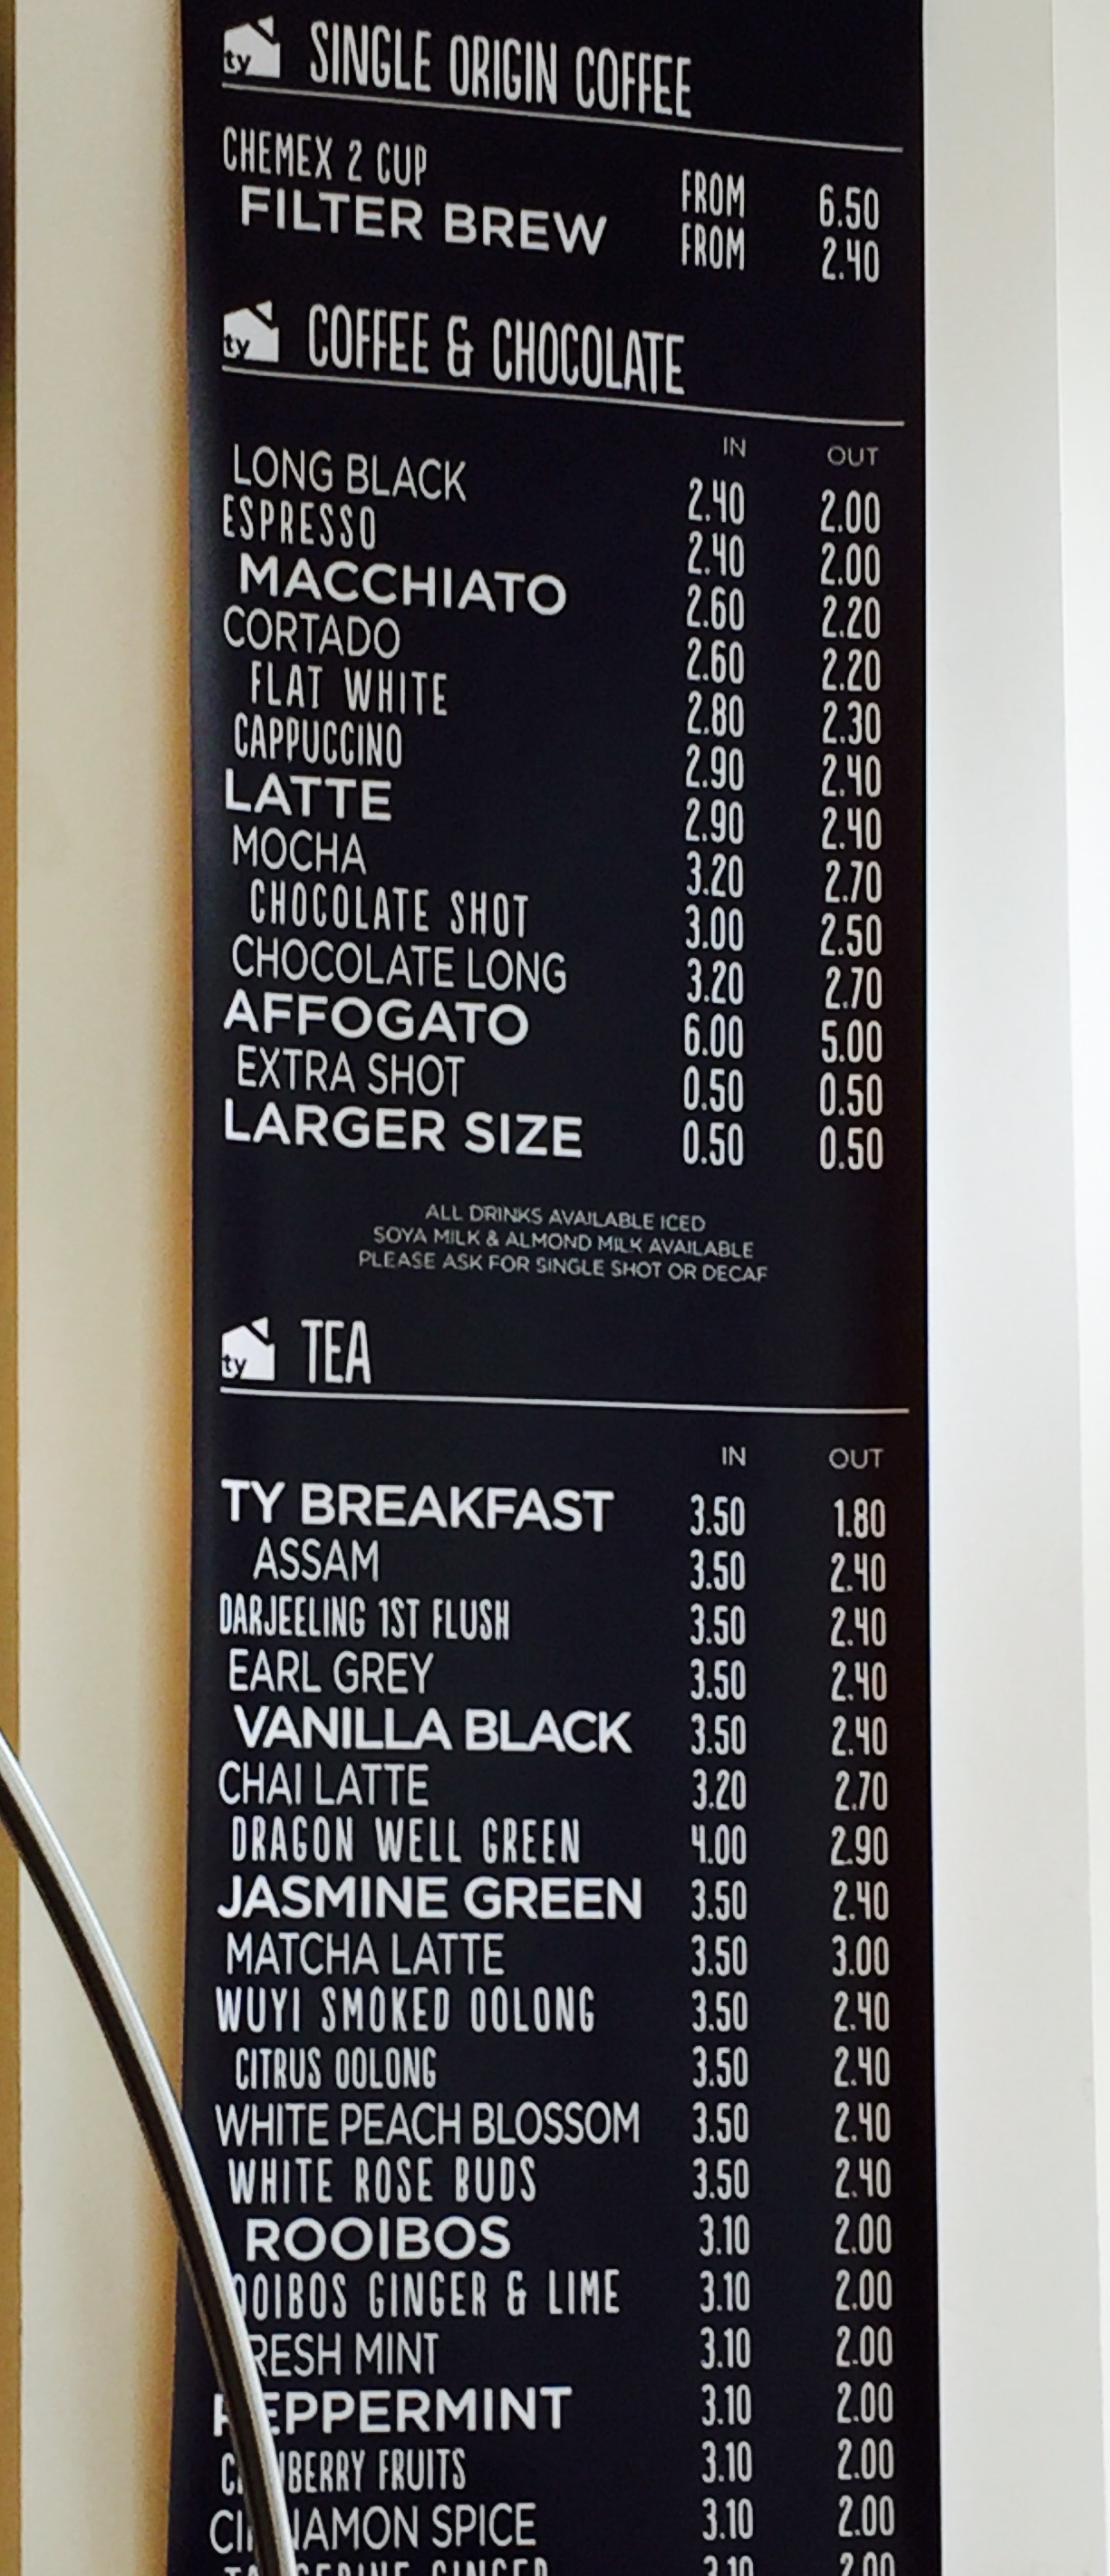 ty SINGLE ORIGIN COFFEE
CHEMEX 2 CUP FROM 6.50
FILTER BREW FROM 2.40
ty COFFEE & CHOCOLATE
IN OUT
LONG BLACK 2.40 2.00
ESPRESSO 2.40 2.00
MACCHIATO 2.60 2.20
CORTADO 2.60 2.20
FLAT WHITE 2.80 2.30
CAPPUCCINO 2.90 2.40
LATTE 2.90 2.40
MOCHA 3.20 2.70
CHOCOLATE SHOT 3.00 2.50
CHOCOLATE LONG 3.20 2.70
AFFOGATO 6.00 5.00
EXTRA SHOT 0.50 0.50
LARGER SIZE 0.50 0.50
ALL DRINKS AVAILABLE ICED
SOYA MILK & ALMOND MILK AVAILABLE
PLEASE ASK FOR SINGLE SHOT OR DECAF
ty TEA
IN OUT
TY BREAKFAST 3.50 1.80
ASSAM 3.50 2.40
DARJEELING 1ST FLUSH 3.50 2.40
EARL GREY 3.50 2.40
VANILLA BLACK 3.50 2.40
CHAI LATTE 3.20 2.70
DRAGON WELL GREEN 4.00 2.90
JASMINE GREEN 3.50 2.40
MATCHA LATTE 3.50 3.00
WUYI SMOKED OOLONG 3.50 2.40
CITRUS OOLONG 3.50 2.40
WHITE PEACH BLOSSOM 3.50 2.40
WHITE ROSE BUDS 3.50 2.40
ROOIBOS 3.10 2.00
OOIBOS GINGER & LIME 3.10 2.00
RESH MINT 3.10 2.00
PEPPERMINT 3.10 2.00
FRUITS 3.10 2.00
CINNAMON SPICE 3.10 2.00
GINGER 3.10 2.00